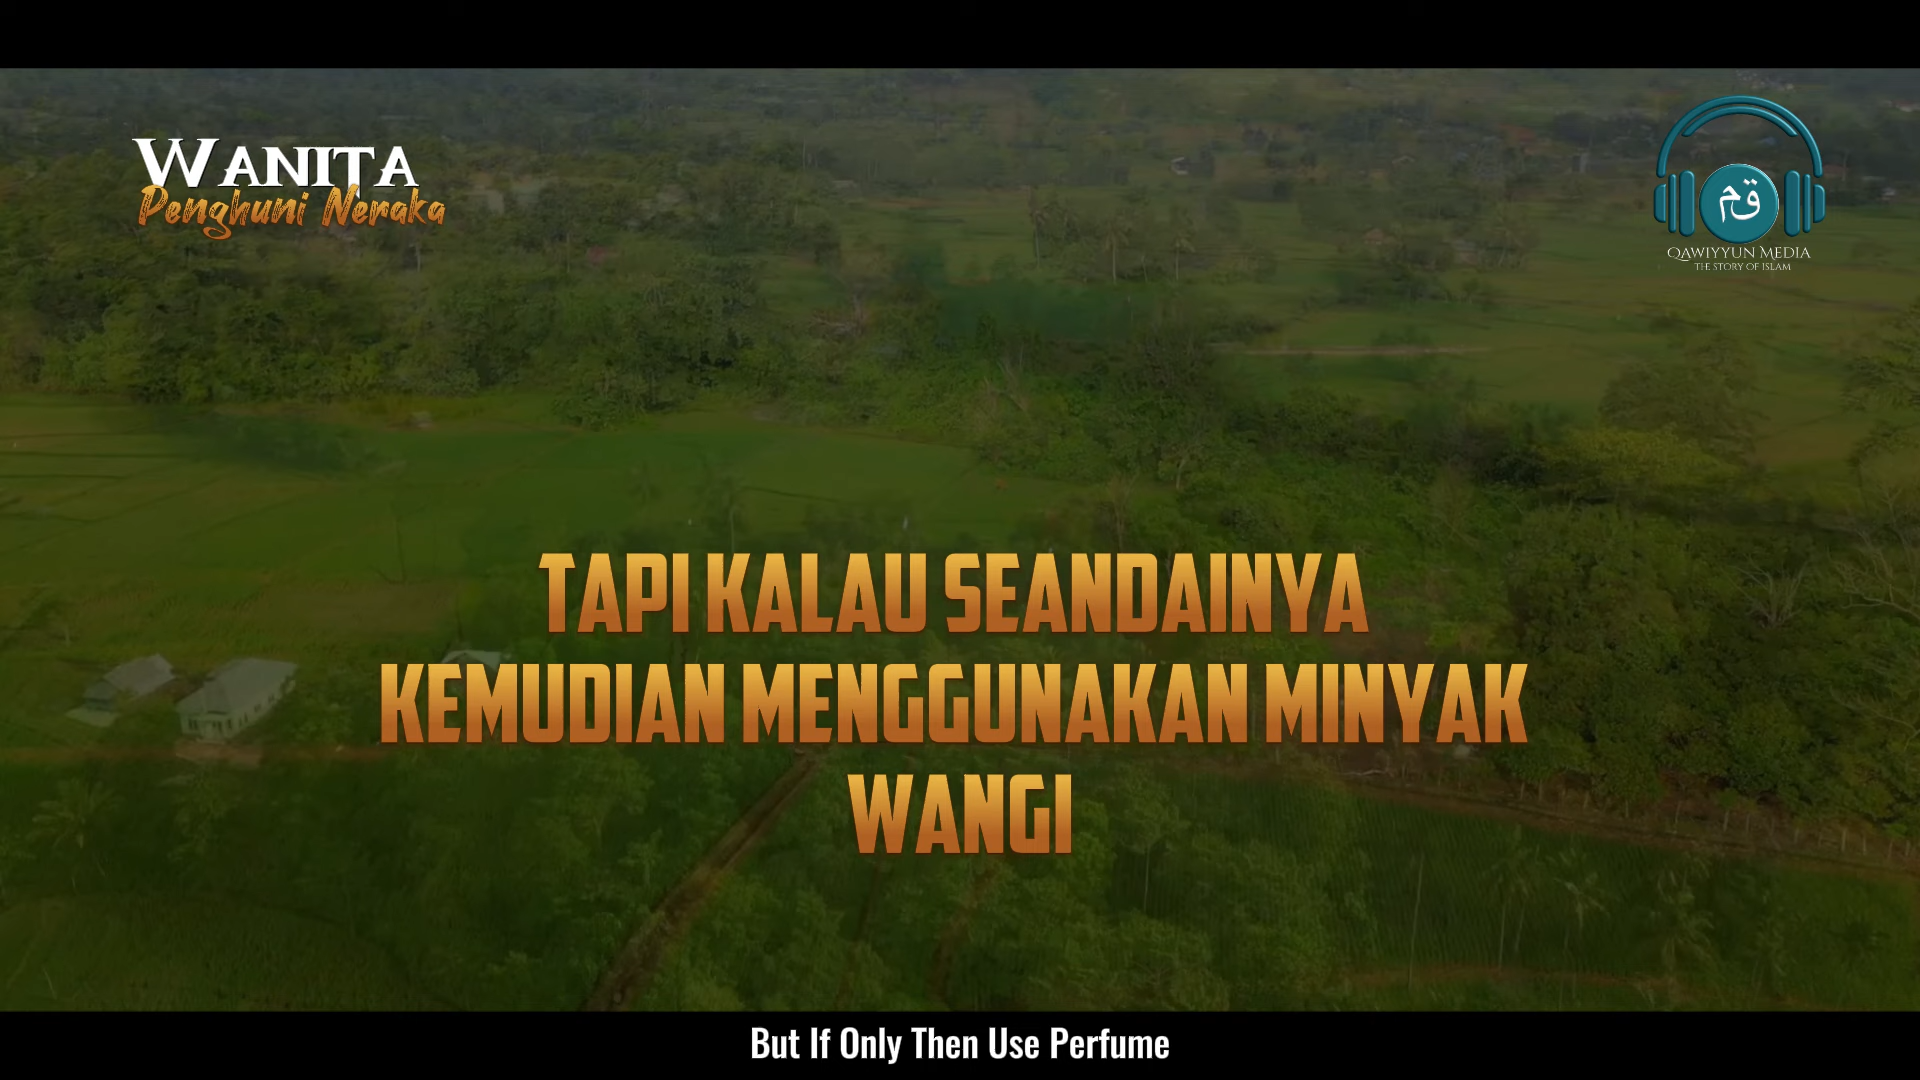 WANITA
Penghuni Neraka
قم
QAWIYYUN MEDIA
THE STORY OF ISLAM
TAPI KALAU SEANDAINYA
KEMUDIAN MENGGUNAKAN MINYAK
WANGI
But If Only Then Use Perfume